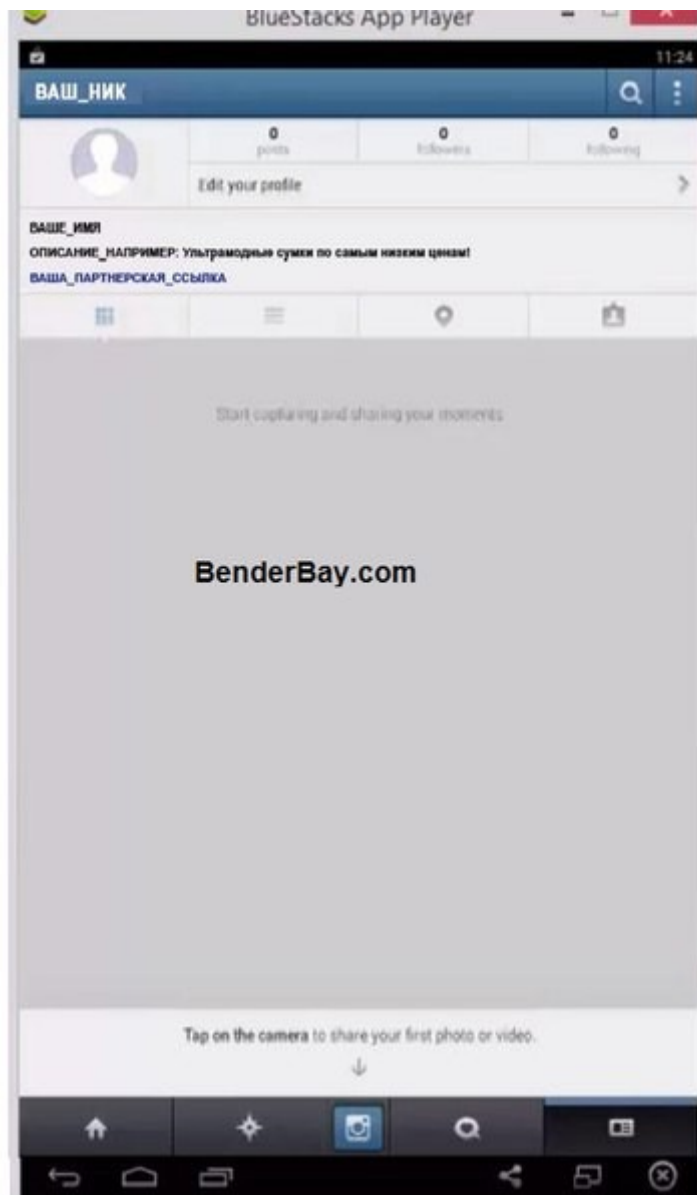 BlueStacks App Player
11:24
ВАШ_НИК
0 0 0
posts followers following
Edit your profile
ВАШЕ_ИМЯ
ОПИСАНИЕ_НАПРИМЕР: Ультрамодные сумки по самым низким ценам!
ВАША_ПАРТНЕРСКАЯ_ССЫЛКА
Start capturing and sharing your moments
BenderBay.com
Tap on the camera to share your first photo or video.